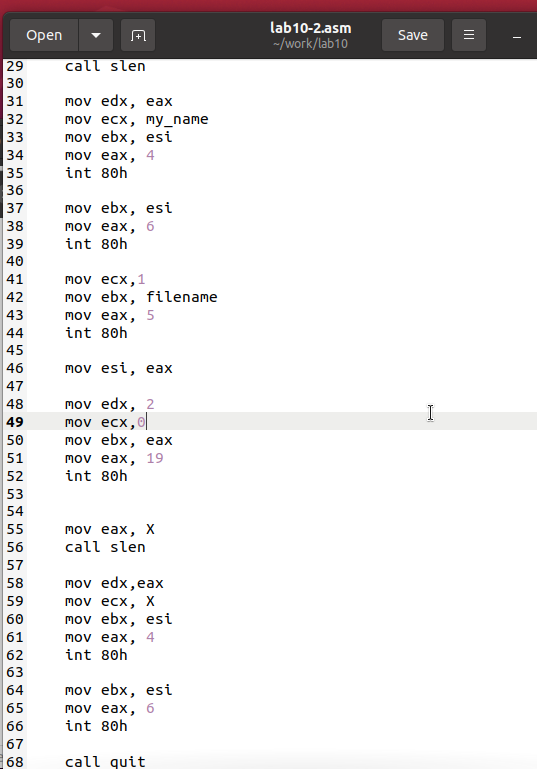 Open
lab10-2.asm
~/work/lab10
Save
29 call slen
30
31 mov edx, eax
32 mov ecx, my_name
33 mov ebx, esi
34 mov eax, 4
35 int 80h
36
37 mov ebx, esi
38 mov eax, 6
39 int 80h
40
41 mov ecx,1
42 mov ebx, filename
43 mov eax, 5
44 int 80h
45
46 mov esi, eax
47
48 mov edx, 2
49 mov ecx,0
50 mov ebx, eax
51 mov eax, 19
52 int 80h
53
54
55 mov eax, X
56 call slen
57
58 mov edx,eax
59 mov ecx, X
60 mov ebx, esi
61 mov eax, 4
62 int 80h
63
64 mov ebx, esi
65 mov eax, 6
66 int 80h
67
68 call quit